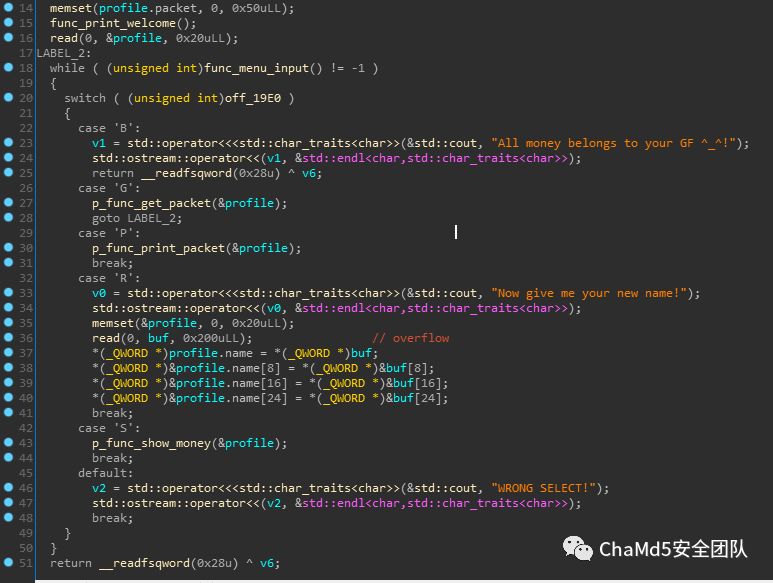 14 memset(profile.packet, 0, 0x50uLL);
15 func_print_welcome();
16 read(0, &profile, 0x20uLL);
17 LABEL_2:
18 while ( (unsigned int)func_menu_input() != -1 )
19 {
20 switch ( (unsigned int)off_19E0 )
21 {
22 case 'B':
23 v1 = std::operator<<<std::char_traits<char>>(&std::cout, "All money belongs to your GF ^_^!");
24 std::ostream::operator<<(v1, &std::endl<char,std::char_traits<char>>);
25 return __readfsqword(0x28u) ^ v6;
26 case 'G':
27 p_func_get_packet(&profile);
28 goto LABEL_2;
29 case 'P':
30 p_func_print_packet(&profile);
31 break;
32 case 'R':
33 v0 = std::operator<<<std::char_traits<char>>(&std::cout, "Now give me your new name!");
34 std::ostream::operator<<(v0, &std::endl<char,std::char_traits<char>>);
35 memset(&profile, 0, 0x20uLL);
36 read(0, buf, 0x200uLL); // overflow
37 *(_QWORD *)profile.name = *(_QWORD *)buf;
38 *(_QWORD *)&profile.name[8] = *(_QWORD *)&buf[8];
39 *(_QWORD *)&profile.name[16] = *(_QWORD *)&buf[16];
40 *(_QWORD *)&profile.name[24] = *(_QWORD *)&buf[24];
41 break;
42 case 'S':
43 p_func_show_money(&profile);
44 break;
45 default:
46 v2 = std::operator<<<std::char_traits<char>>(&std::cout, "WRONG SELECT!");
47 std::ostream::operator<<(v2, &std::endl<char,std::char_traits<char>>);
48 break;
49 }
50 }
51 return __readfsqword(0x28u) ^ v6;
ChaMd5安全团队